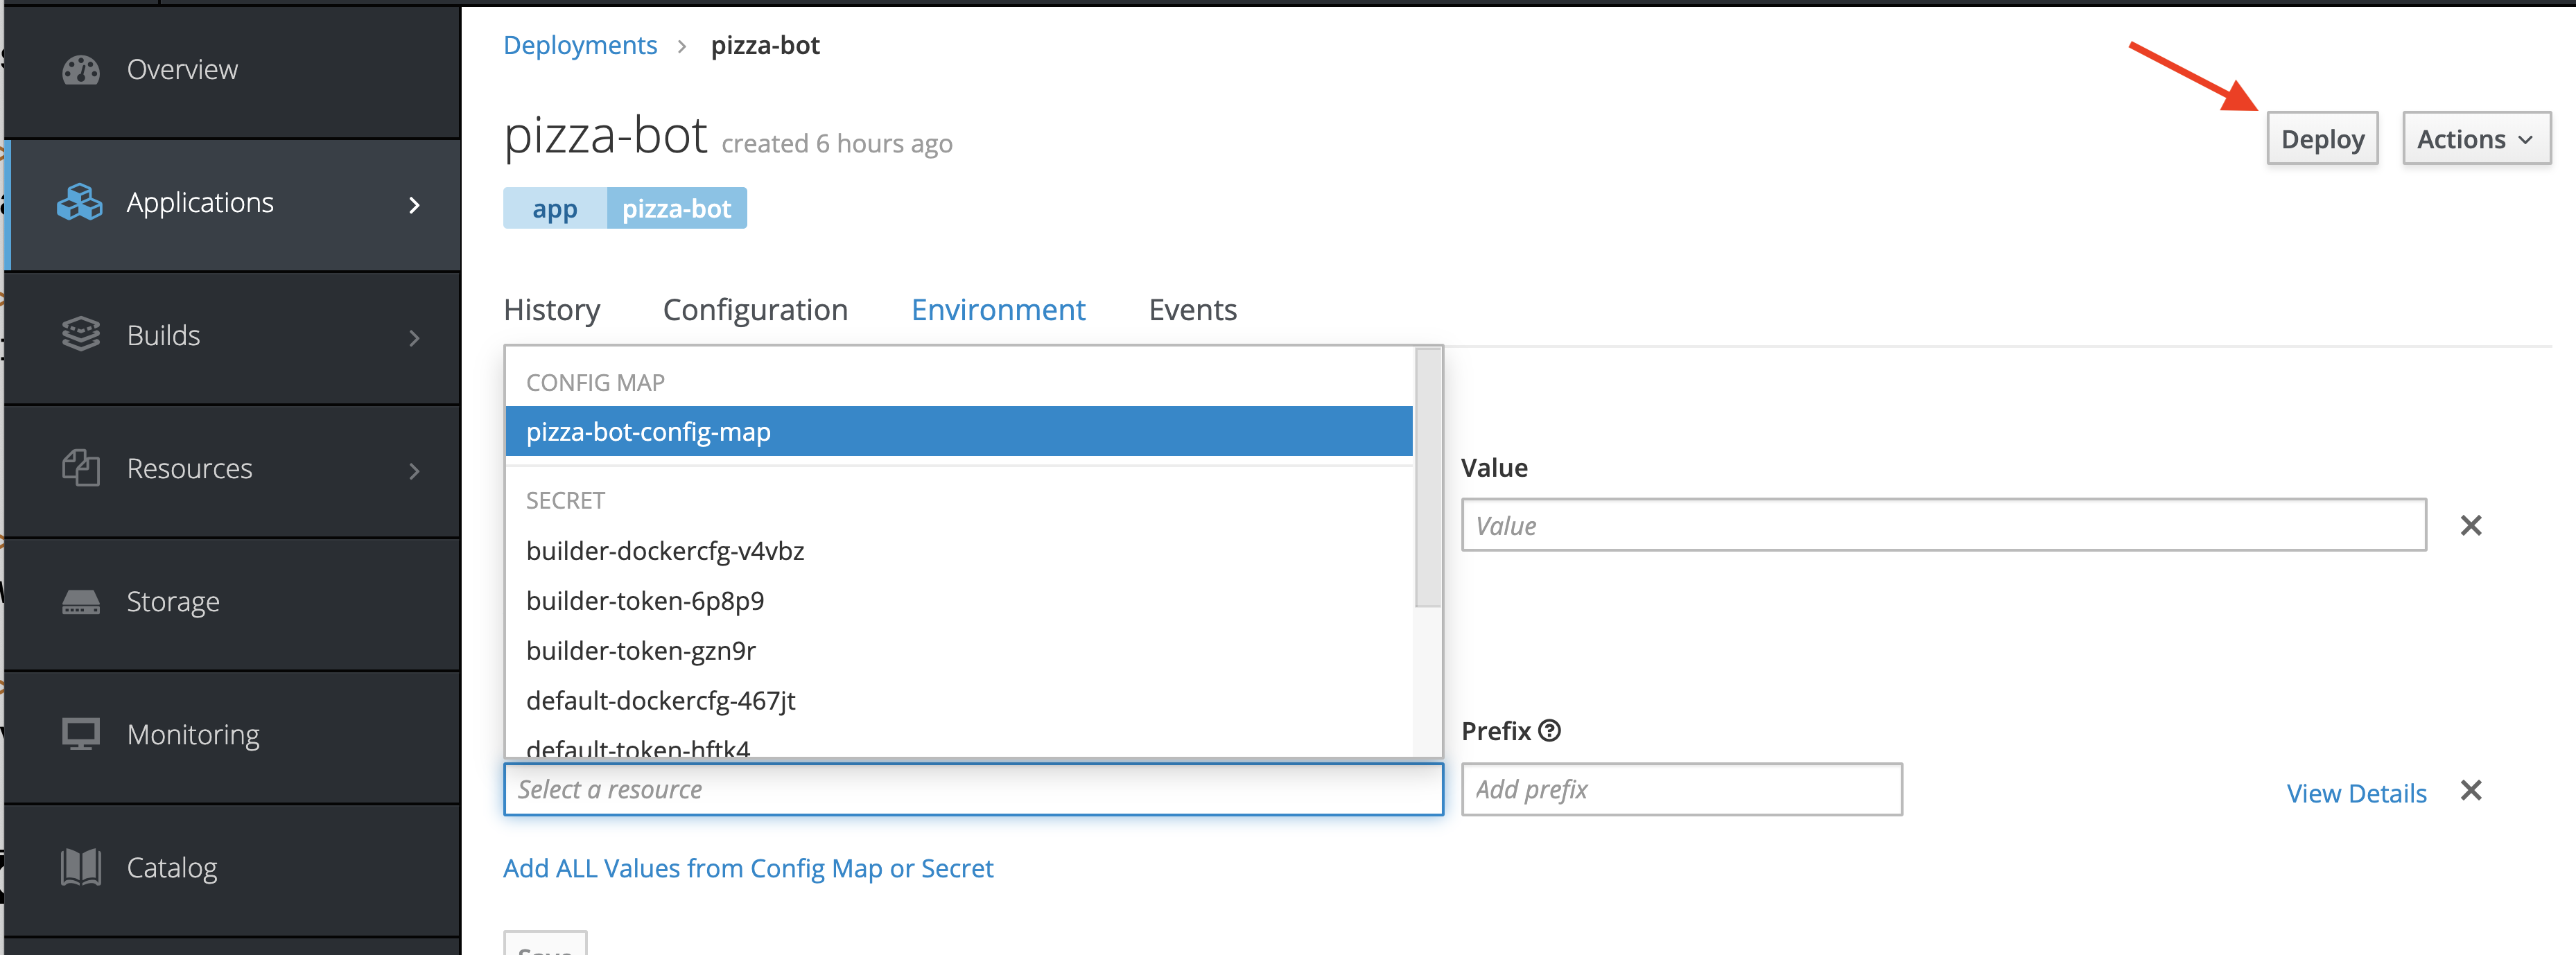 Overview
Applications
Builds
Resources
Storage
Monitoring
Catalog
Deployments > pizza-bot
pizza-bot created 6 hours ago
app pizza-bot
Deploy
Actions
History Configuration Environment Events
CONFIG MAP
pizza-bot-config-map
SECRET
builder-dockercfg-v4vbz
builder-token-6p8p9
builder-token-gzn9r
default-dockercfg-467jt
default-token-hftk4
Value
Value
Prefix
Select a resource
Add prefix
View Details
Add ALL Values from Config Map or Secret
Save